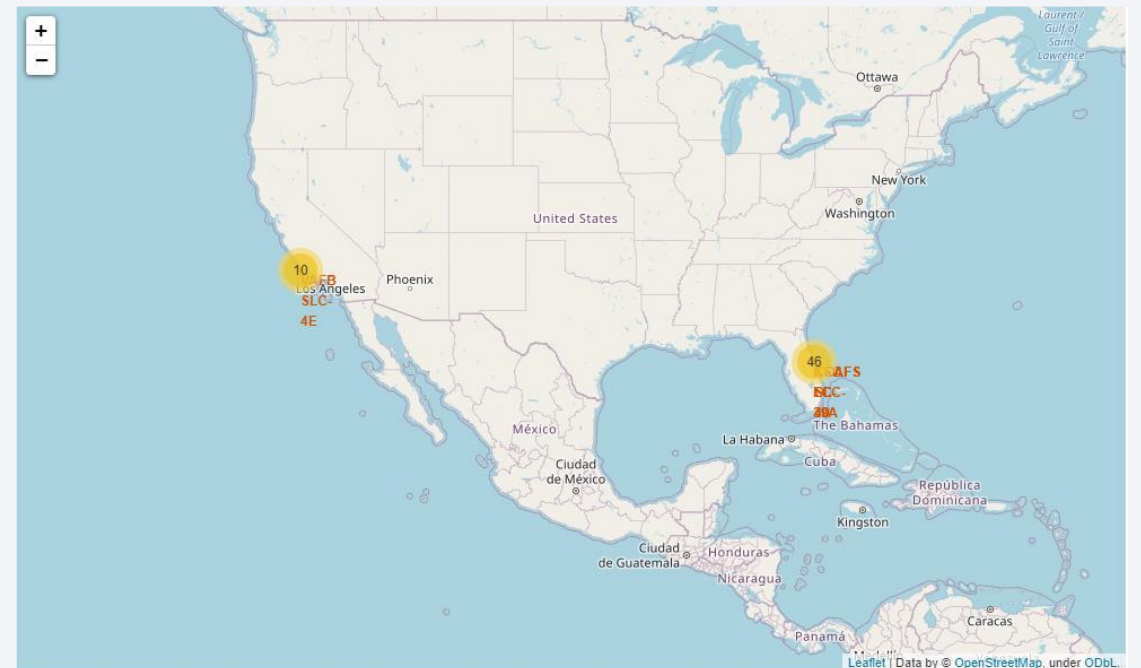 +
−
Laurent /
Gulf of
Saint
Lawrence
Ottawa
New York
Washington
United States
10
Los Angeles
SLC-
4E
Phoenix
46
México
The Bahamas
La Habana
Cuba
Ciudad
de México
República
Dominicana
Kingston
Ciudad
de Guatemala
Honduras
Nicaragua
Caracas
Panamá
Leaflet | Data by © OpenStreetMap, under ODbL.